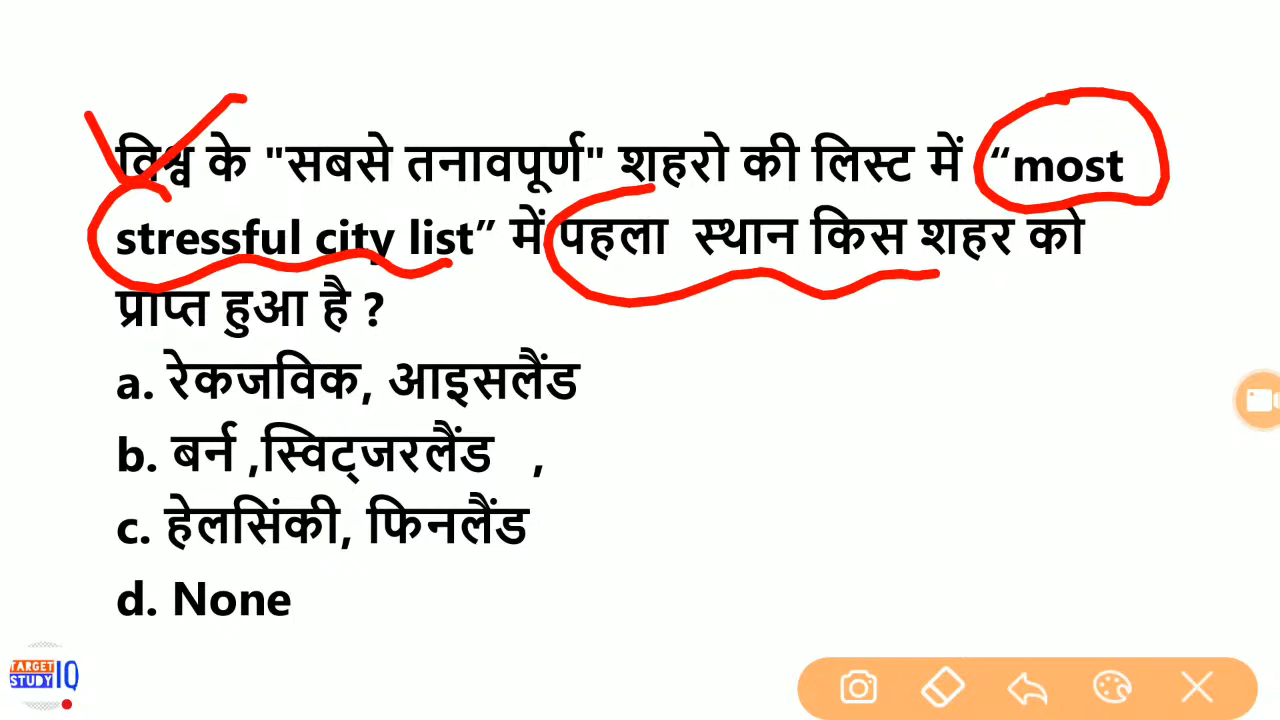 विश्व के "सबसे तनावपूर्ण" शहरो की लिस्ट में “most
stressful city list” में पहला स्थान किस शहर को
प्राप्त हुआ है ?
a. रेकजविक, आइसलैंड
b. बर्न ,स्विट्जरलैंड ,
c. हेलसिंकी, फिनलैंड
d. None
TARGET
STUDY IQ